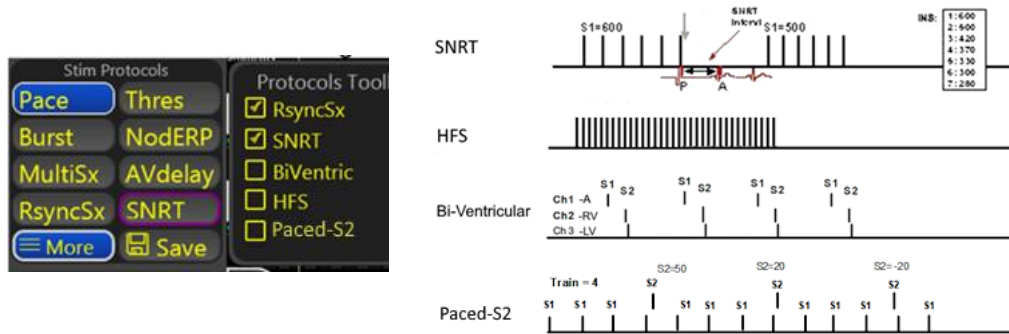 Stim Protocols
Pace
Thres
Burst
NodERP
MultiSx
AVdelay
RsyncSx
SNRT
More
Save
Protocols Tooll
RsyncSx
SNRT
BiVentric
HFS
Paced-S2
SNRT
S1=600
SNRT
Intervl
S1=500
P
A
INS:
1:600
2:500
3:420
4:370
5:330
6:300
7:280
HFS
Bi-Ventricular
Ch1 -A
Ch2 -RV
Ch3 -LV
S1 S2 S1 S2 S1 S2 S1 S2
Paced-S2
Train = 4
S2=50 S2=20 S2=-20
S2 S2 S2
S1 S1 S1 S1 S1 S1 S1 S1 S1 S1